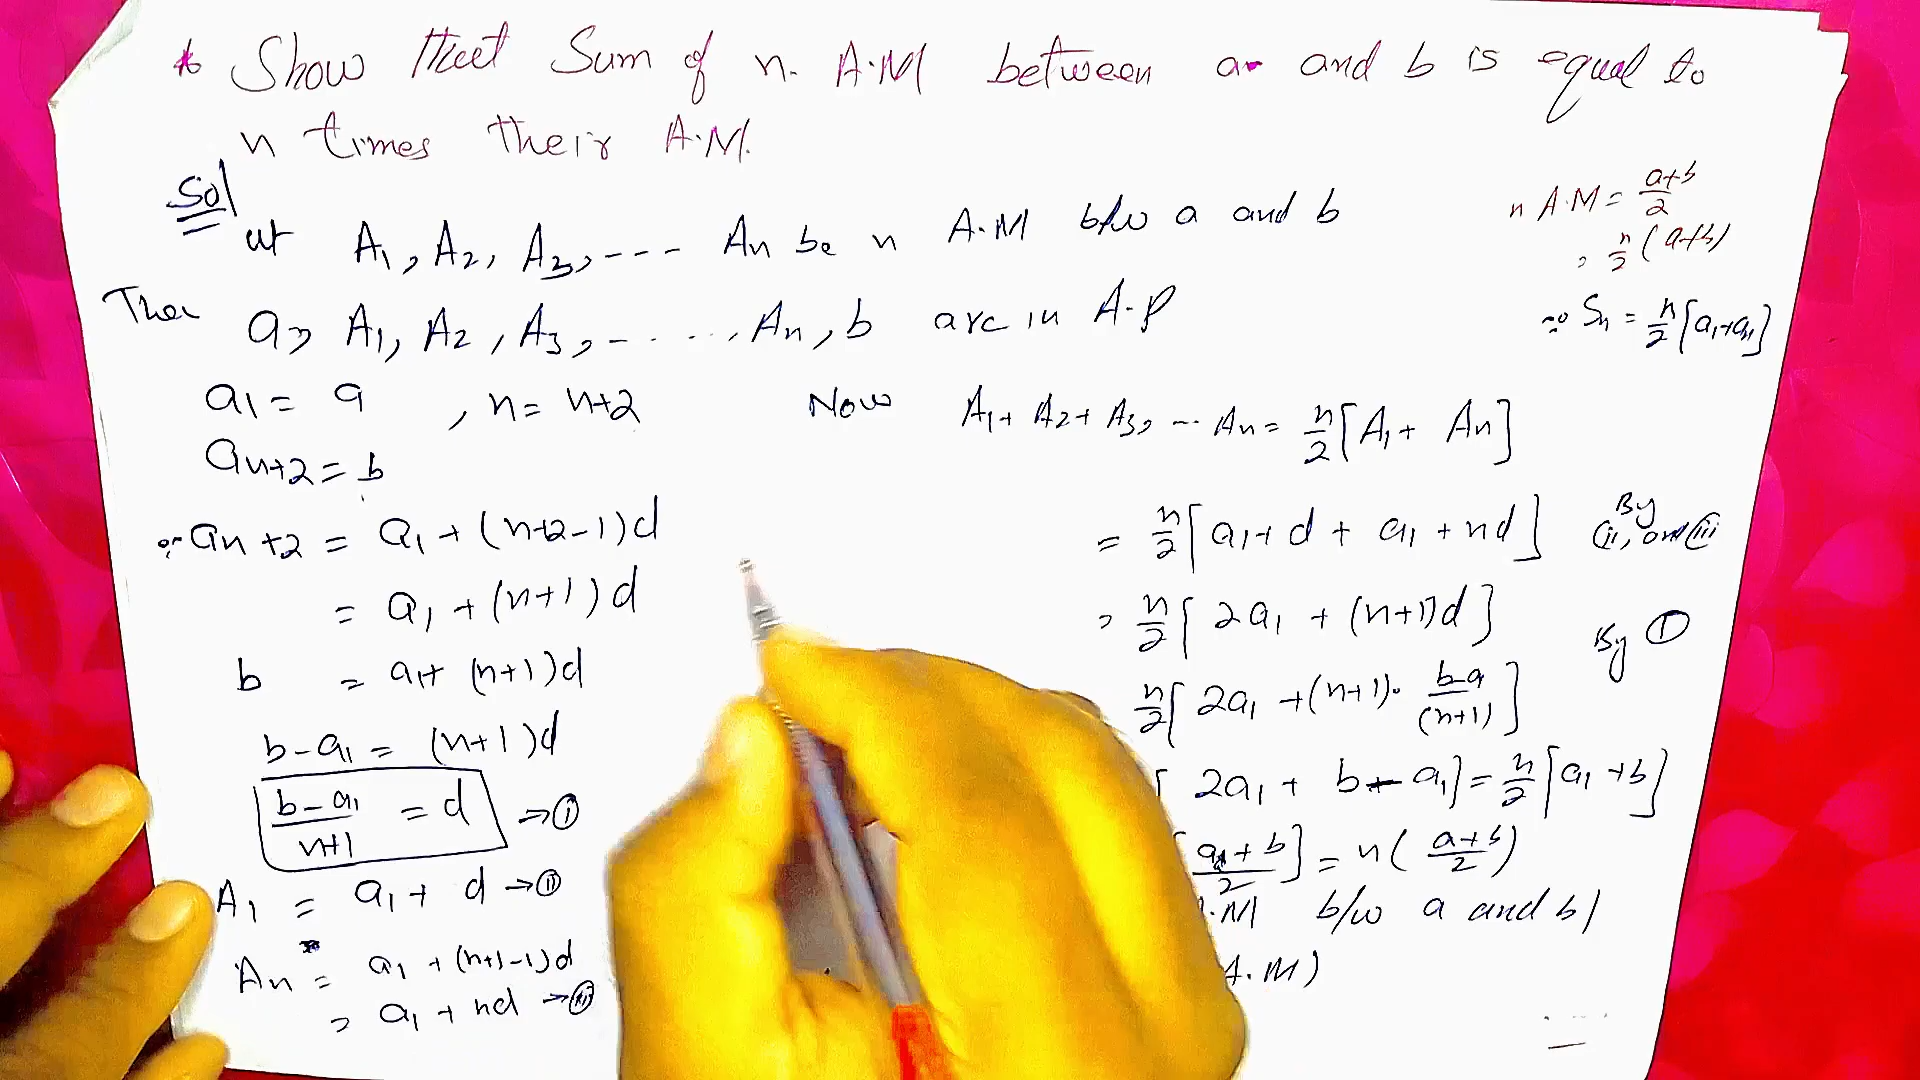 * Show that Sum of n. A.M between a and b is equal to
n times their A.M.
Sol
let A1, A2, A3, --- An be n A.M b/w a and b
Then a, A1, A2, A3, - . . . . . ., An, b are in A.P
a1 = a , n = n+2
an+2 = b
∵ an+2 = a1 + (n+2-1)d
= a1 + (n+1)d
b = a1+ (n+1)d
b-a1 = (n+1)d
b-a1/n+1 = d → (i)
A1 = a1 + d → (ii)
An = a1 + (n+1-1)d
= a1 + nd → (iii)
n A.M = a+b/2
= n/2 (a+b)
∵ Sn = n/2 [a1+an]
Now A1+ A2+ A3, -- An = n/2 [A1+ An]
= n/2 [a1+d + a1 + nd] By (ii, and (iii
= n/2 [2a1 + (n+1)d]
By (1)
n/2 [2a1 +(n+1). b-a/(n+1)]
[2a1 + b-a1] = n/2 [a1+b]
[a+b/2] = n(a+b/2)
A.M b/w a and b)
A.M)